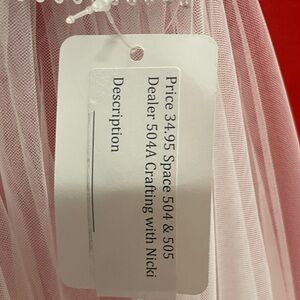 Price 34.95 Space 504 & 505
Dealer 504A Crafting with Nicki
Description